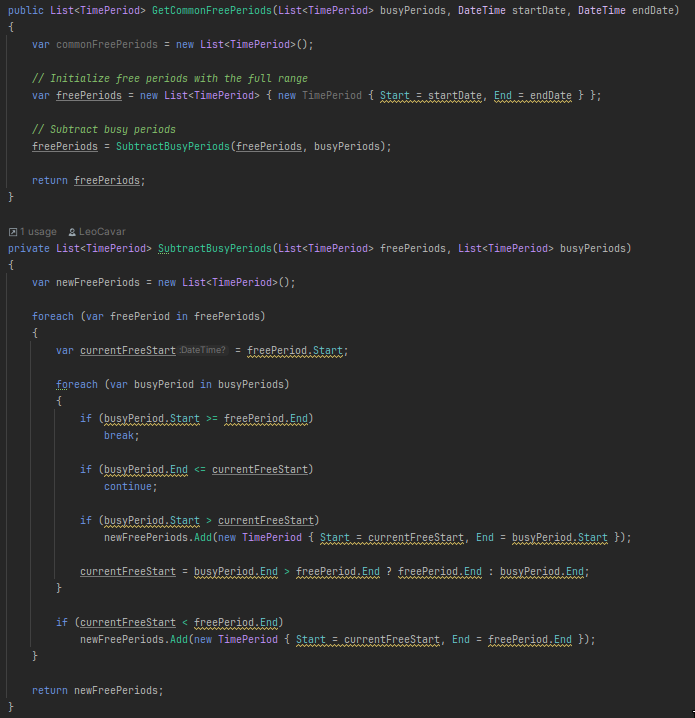 public List<TimePeriod> GetCommonFreePeriods(List<TimePeriod> busyPeriods, DateTime startDate, DateTime endDate)
{
    var commonFreePeriods = new List<TimePeriod>();

    // Initialize free periods with the full range
    var freePeriods = new List<TimePeriod> { new TimePeriod { Start = startDate, End = endDate } };

    // Subtract busy periods
    freePeriods = SubtractBusyPeriods(freePeriods, busyPeriods);

    return freePeriods;
}

1 usage LeoCavar
private List<TimePeriod> SubtractBusyPeriods(List<TimePeriod> freePeriods, List<TimePeriod> busyPeriods)
{
    var newFreePeriods = new List<TimePeriod>();

    foreach (var freePeriod in freePeriods)
    {
        var currentFreeStart :DateTime? = freePeriod.Start;

        foreach (var busyPeriod in busyPeriods)
        {
            if (busyPeriod.Start >= freePeriod.End)
                break;

            if (busyPeriod.End <= currentFreeStart)
                continue;

            if (busyPeriod.Start > currentFreeStart)
                newFreePeriods.Add(new TimePeriod { Start = currentFreeStart, End = busyPeriod.Start });

            currentFreeStart = busyPeriod.End > freePeriod.End ? freePeriod.End : busyPeriod.End;
        }

        if (currentFreeStart < freePeriod.End)
            newFreePeriods.Add(new TimePeriod { Start = currentFreeStart, End = freePeriod.End });
    }

    return newFreePeriods;
}